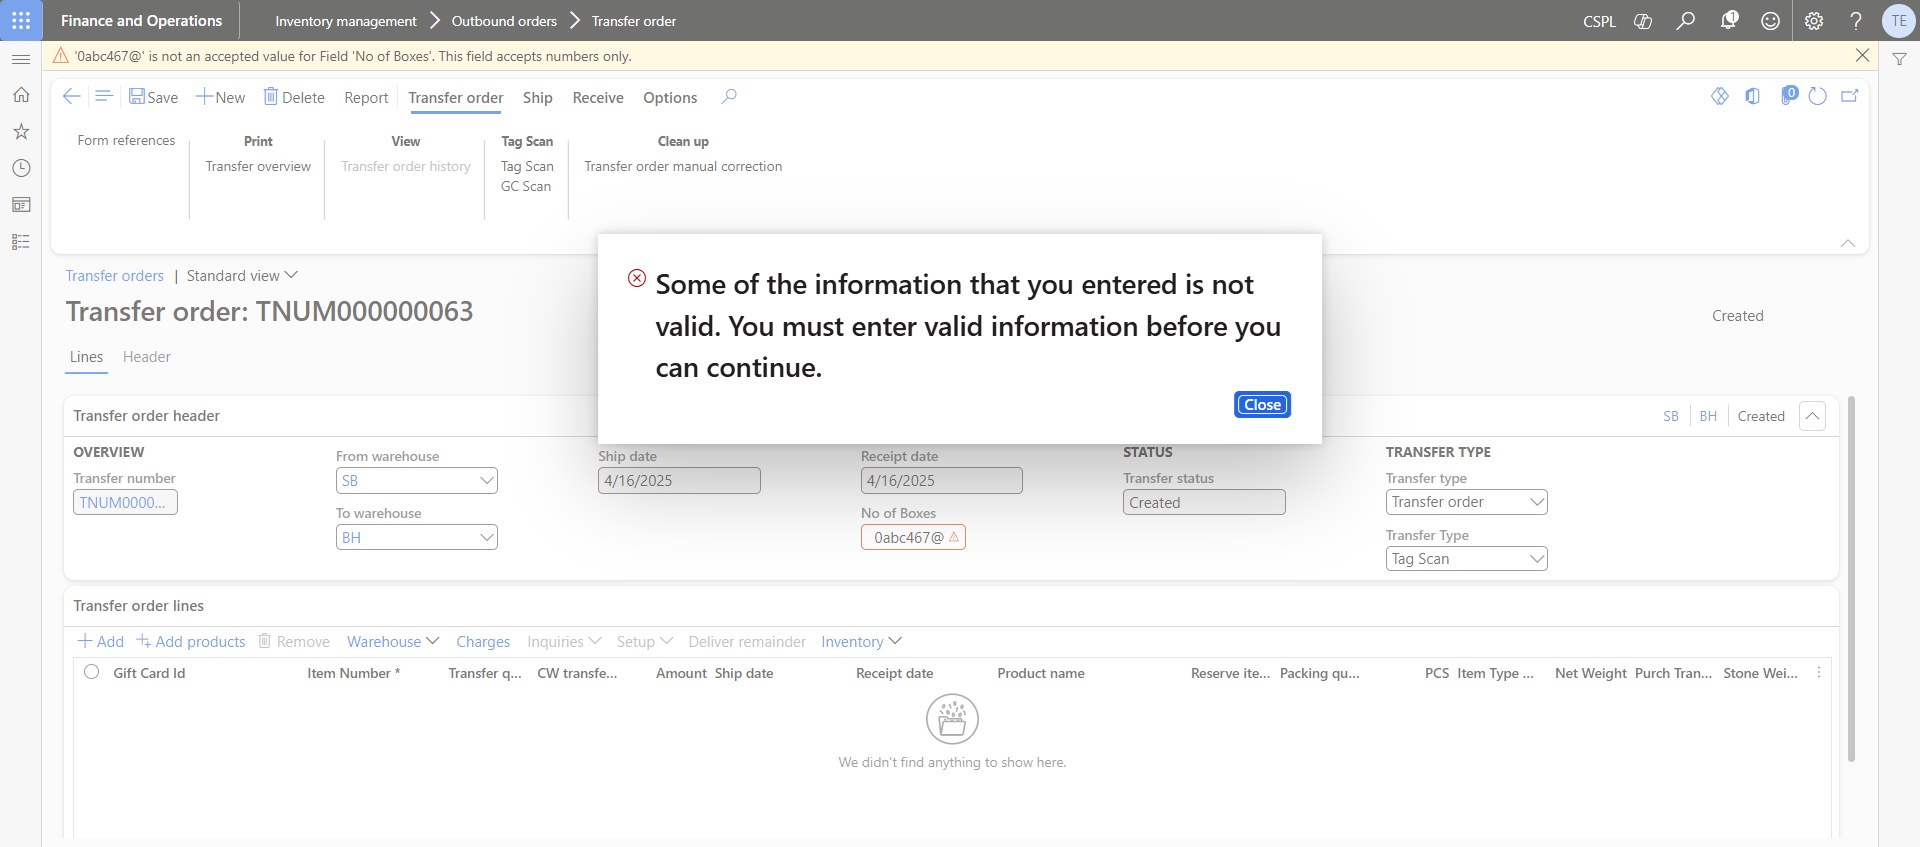 Finance and Operations
Inventory management > Outbound orders > Transfer order
CSPL
1
TE
'0abc467@' is not an accepted value for Field 'No of Boxes'. This field accepts numbers only.
Save
New
Delete
Report
Transfer order
Ship
Receive
Options
0
Form references
Print
Transfer overview
View
Transfer order history
Tag Scan
Tag Scan
GC Scan
Clean up
Transfer order manual correction
Some of the information that you entered is not
valid. You must enter valid information before you
can continue.
Close
Transfer orders | Standard view
Transfer order: TNUM000000063
Created
Lines
Header
Transfer order header
SB
BH
Created
OVERVIEW
Transfer number
TNUM0000...
From warehouse
SB
To warehouse
BH
Ship date
4/16/2025
Receipt date
4/16/2025
No of Boxes
0abc467@
STATUS
Transfer status
Created
TRANSFER TYPE
Transfer type
Transfer order
Transfer Type
Tag Scan
Transfer order lines
Add
Add products
Remove
Warehouse
Charges
Inquiries
Setup
Deliver remainder
Inventory
Gift Card Id
Item Number *
Transfer q...
CW transfe...
Amount
Ship date
Receipt date
Product name
Reserve ite...
Packing qu...
PCS
Item Type ...
Net Weight
Purch Tran...
Stone Wei...
We didn't find anything to show here.